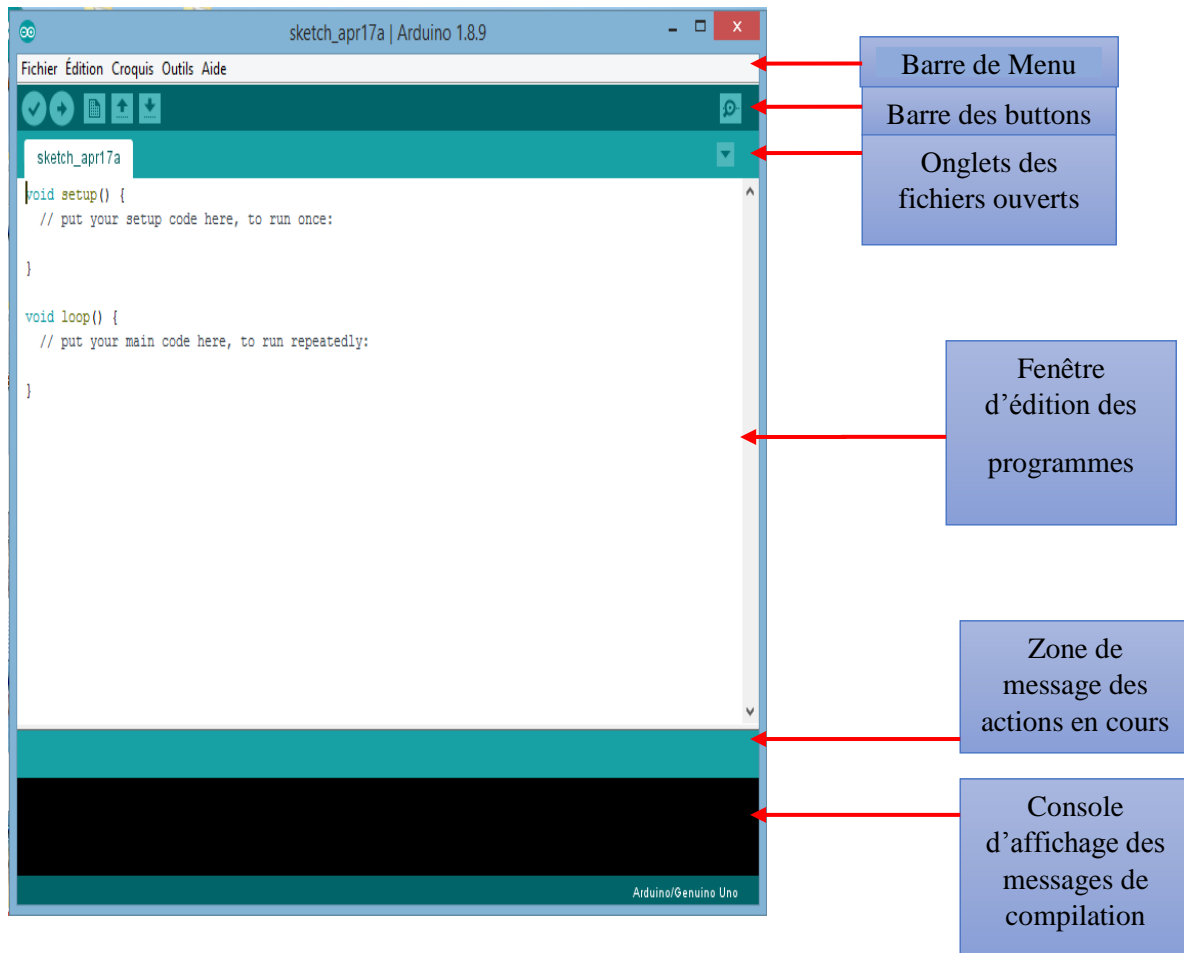 sketch_apr17a | Arduino 1.8.9
Fichier Édition Croquis Outils Aide
sketch_apr17a
void setup() {
// put your setup code here, to run once:
}
void loop() {
// put your main code here, to run repeatedly:
}
Arduino/Genuino Uno
Barre de Menu
Barre des buttons
Onglets des
fichiers ouverts
Fenêtre
d’édition des
programmes
Zone de
message des
actions en cours
Console
d’affichage des
messages de
compilation